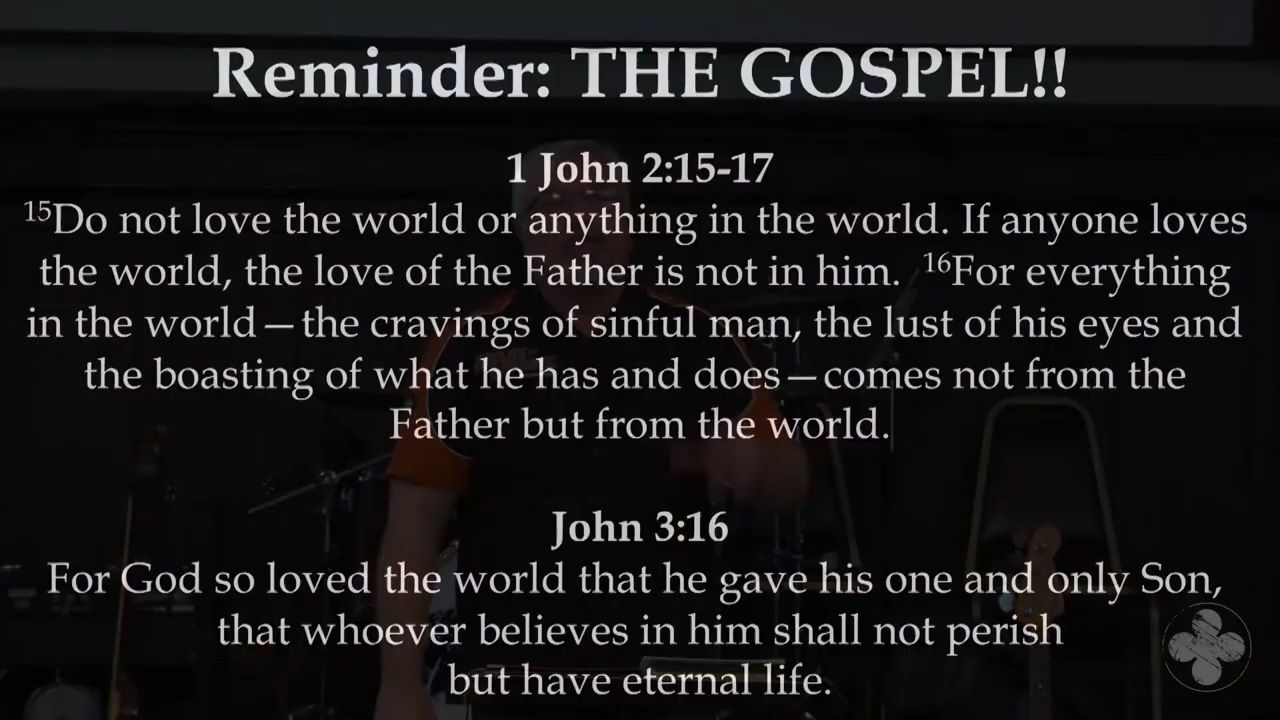 Reminder: THE GOSPEL!!
1 John 2:15-17
¹⁵Do not love the world or anything in the world. If anyone loves
the world, the love of the Father is not in him. ¹⁶For everything
in the world—the cravings of sinful man, the lust of his eyes and
the boasting of what he has and does—comes not from the
Father but from the world.
John 3:16
For God so loved the world that he gave his one and only Son,
that whoever believes in him shall not perish
but have eternal life.